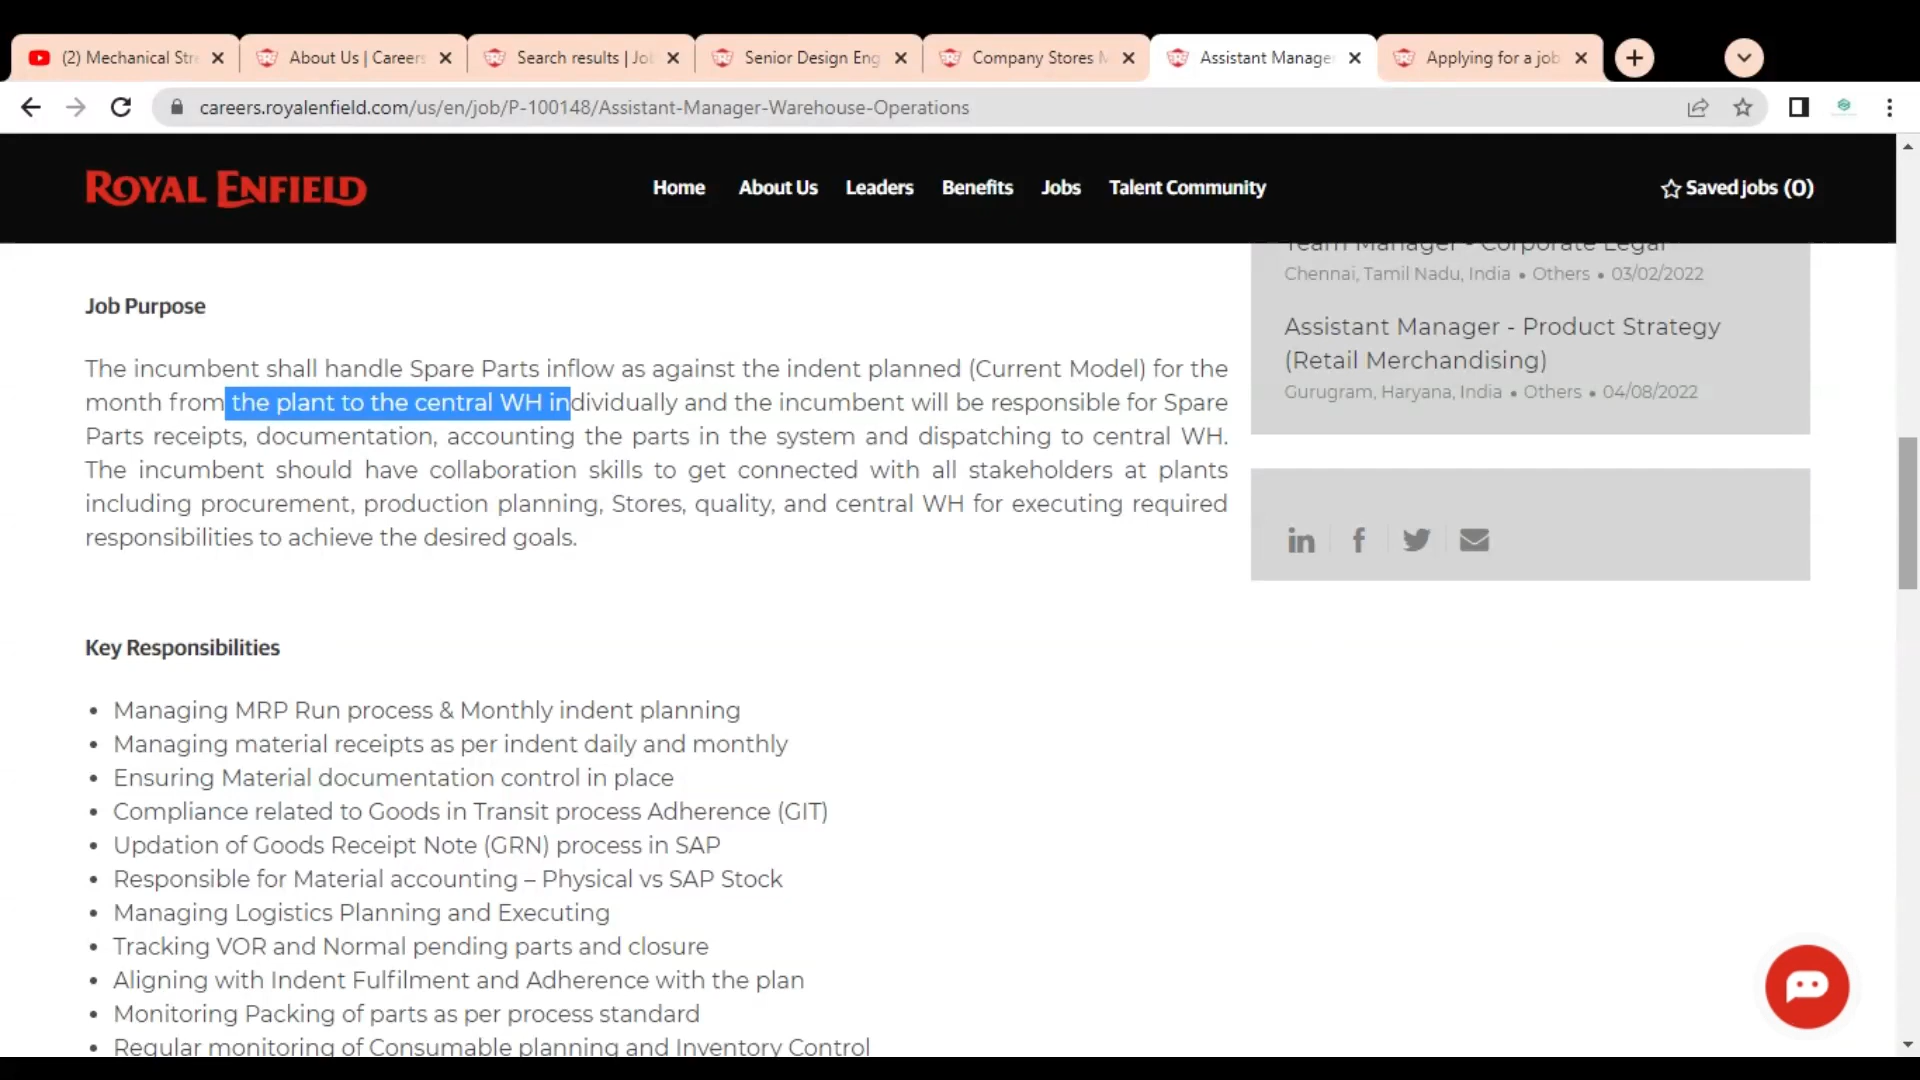 (2) Mechanical Str
About Us | Careers
Search results | Jo
Senior Design Eng
Company Stores M
Assistant Manage
Applying for a job
careers.royalenfield.com/us/en/job/P-100148/Assistant-Manager-Warehouse-Operations
ROYAL ENFIELD
Home
About Us
Leaders
Benefits
Jobs
Talent Community
Saved jobs (0)
Job Purpose
The incumbent shall handle Spare Parts inflow as against the indent planned (Current Model) for the
month from the plant to the central WH individually and the incumbent will be responsible for Spare
Parts receipts, documentation, accounting the parts in the system and dispatching to central WH.
The incumbent should have collaboration skills to get connected with all stakeholders at plants
including procurement, production planning, Stores, quality, and central WH for executing required
responsibilities to achieve the desired goals.
Key Responsibilities
• Managing MRP Run process & Monthly indent planning
• Managing material receipts as per indent daily and monthly
• Ensuring Material documentation control in place
• Compliance related to Goods in Transit process Adherence (GIT)
• Updation of Goods Receipt Note (GRN) process in SAP
• Responsible for Material accounting – Physical vs SAP Stock
• Managing Logistics Planning and Executing
• Tracking VOR and Normal pending parts and closure
• Aligning with Indent Fulfilment and Adherence with the plan
• Monitoring Packing of parts as per process standard
• Regular monitoring of Consumable planning and Inventory Control
Team Manager - Corporate Legal
Chennai, Tamil Nadu, India • Others • 03/02/2022
Assistant Manager - Product Strategy
(Retail Merchandising)
Gurugram, Haryana, India • Others • 04/08/2022